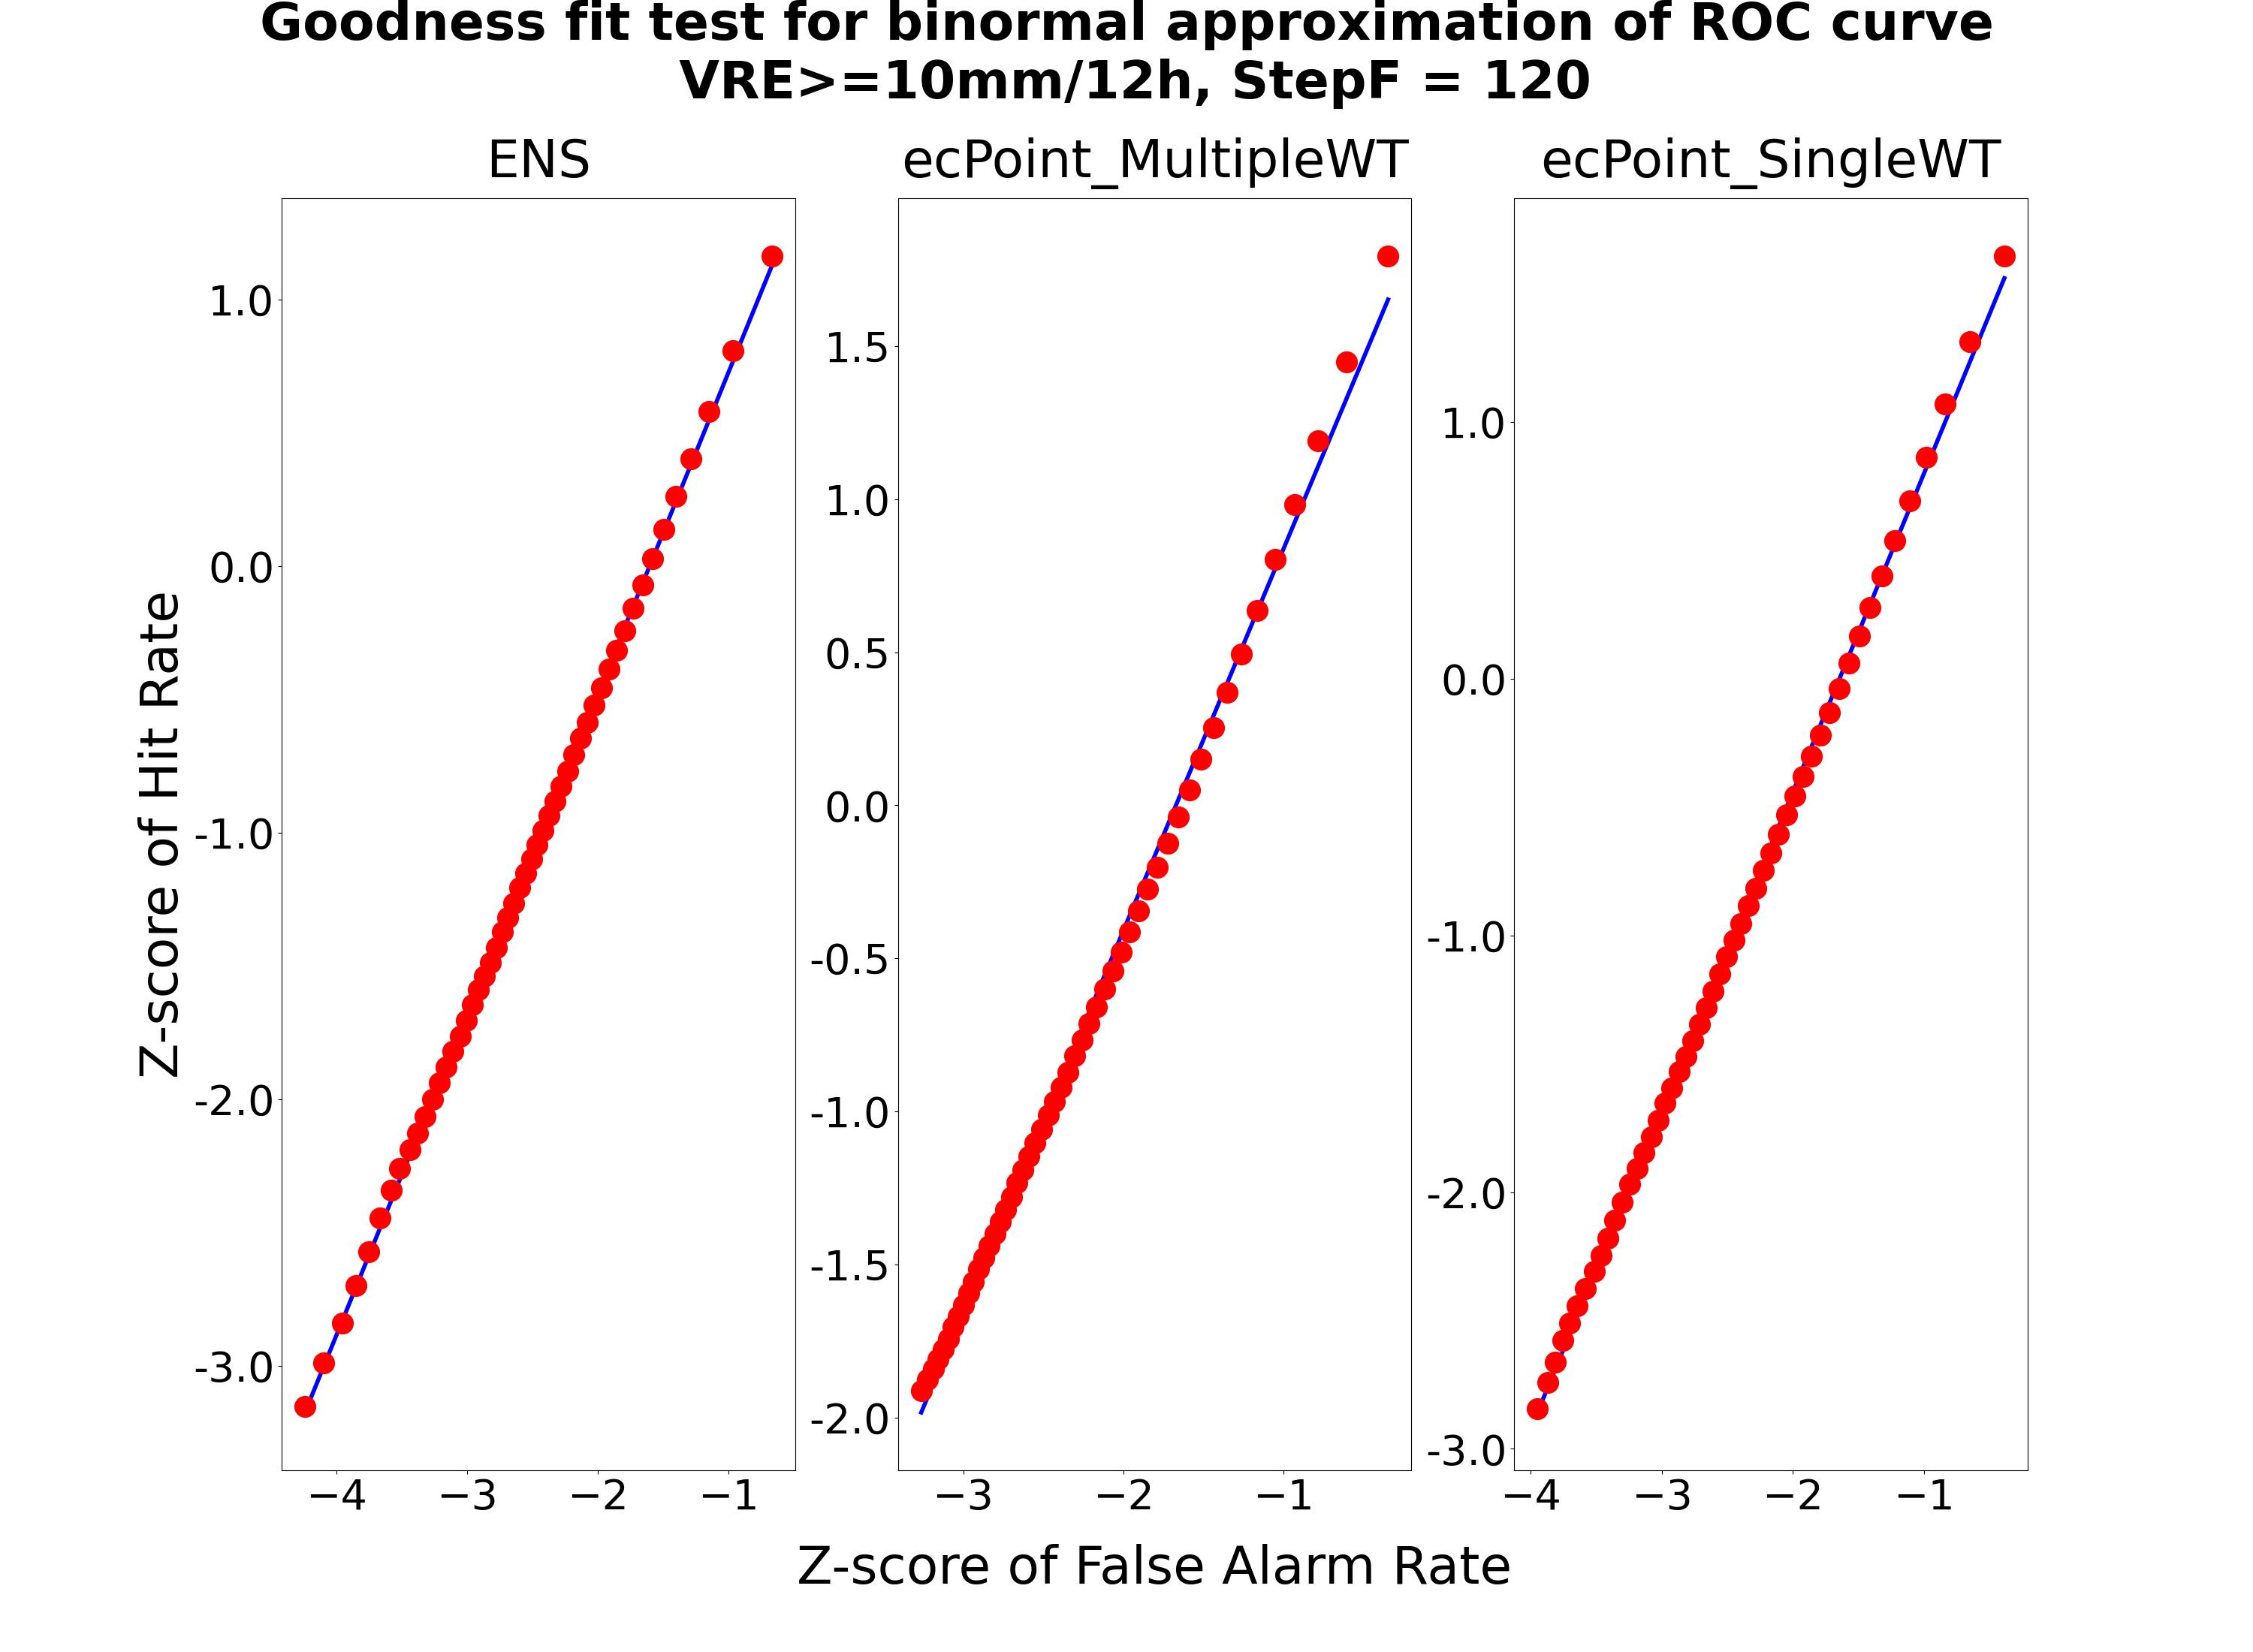 Goodness fit test for binormal approximation of ROC curve
VRE>=10mm/12h, StepF = 120
ENS
ecPoint_MultipleWT
ecPoint_SingleWT
Z-score of Hit Rate
1.0
0.0
-1.0
-2.0
-3.0
−4 −3 −2 −1
1.5
1.0
0.5
0.0
-0.5
-1.0
-1.5
-2.0
−3 −2 −1
1.0
0.0
-1.0
-2.0
-3.0
−4 −3 −2 −1
Z-score of False Alarm Rate